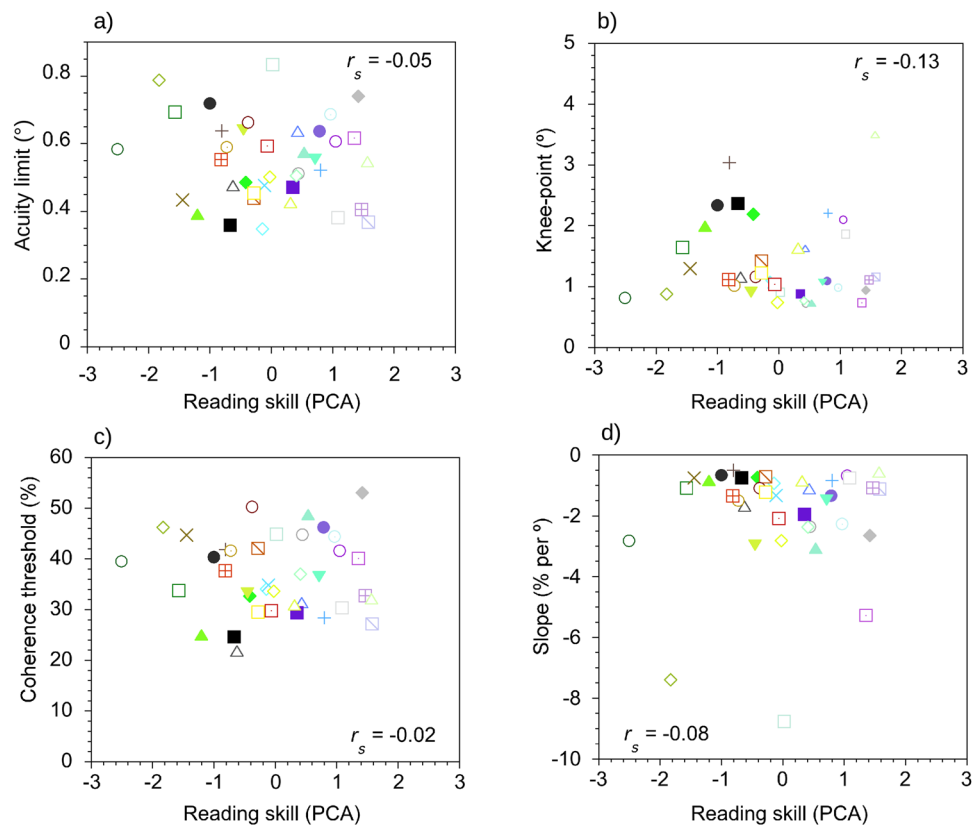 a)
r_s = -0.05
Acuity limit (°)
0.8
0.6
0.4
0.2
0
-3 -2 -1 0 1 2 3
Reading skill (PCA)
b)
r_s = -0.13
Knee-point (º)
5
4
3
2
1
0
-3 -2 -1 0 1 2 3
Reading skill (PCA)
c)
Coherence threshold (%)
60
50
40
30
20
10
0
r_s = -0.02
-3 -2 -1 0 1 2 3
Reading skill (PCA)
d)
Slope (% per º)
0
-2
-4
-6
-8
-10
r_s = -0.08
-3 -2 -1 0 1 2 3
Reading skill (PCA)